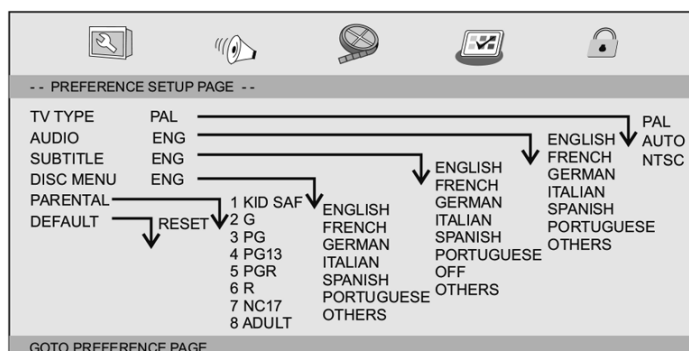 -- PREFERENCE SETUP PAGE --
TV TYPE PAL
AUDIO ENG
SUBTITLE ENG
DISC MENU ENG
PARENTAL
DEFAULT
RESET
1 KID SAF
2 G
3 PG
4 PG13
5 PGR
6 R
7 NC17
8 ADULT
ENGLISH
FRENCH
GERMAN
ITALIAN
SPANISH
PORTUGUESE
OTHERS
ENGLISH
FRENCH
GERMAN
ITALIAN
SPANISH
PORTUGUESE
OFF
OTHERS
ENGLISH
FRENCH
GERMAN
ITALIAN
SPANISH
PORTUGUESE
OTHERS
PAL
AUTO
NTSC
GOTO PREFERENCE PAGE